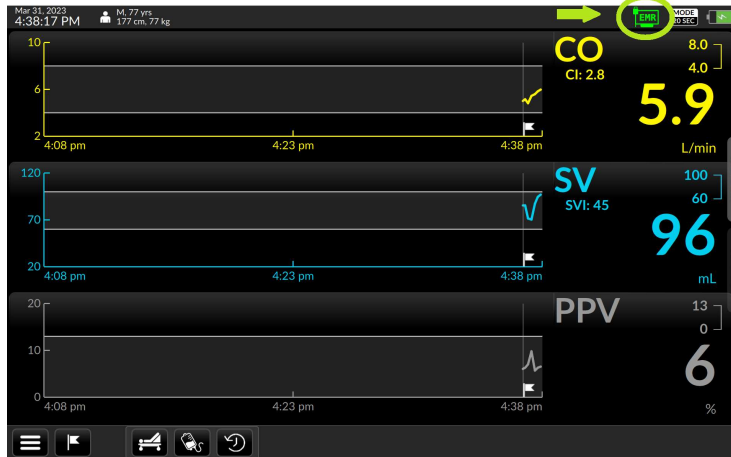 Mar 31, 2023
4:38:17 PM
M, 77 yrs
177 cm, 77 kg
EMR
MODE
20 SEC
10
6
2
4:08 pm
4:23 pm
4:38 pm
CO
CI: 2.8
8.0
4.0
5.9
L/min
120
70
20
4:08 pm
4:23 pm
4:38 pm
SV
SVI: 45
100
60
96
mL
20
10
0
4:08 pm
4:23 pm
4:38 pm
PPV
13
0
6
%